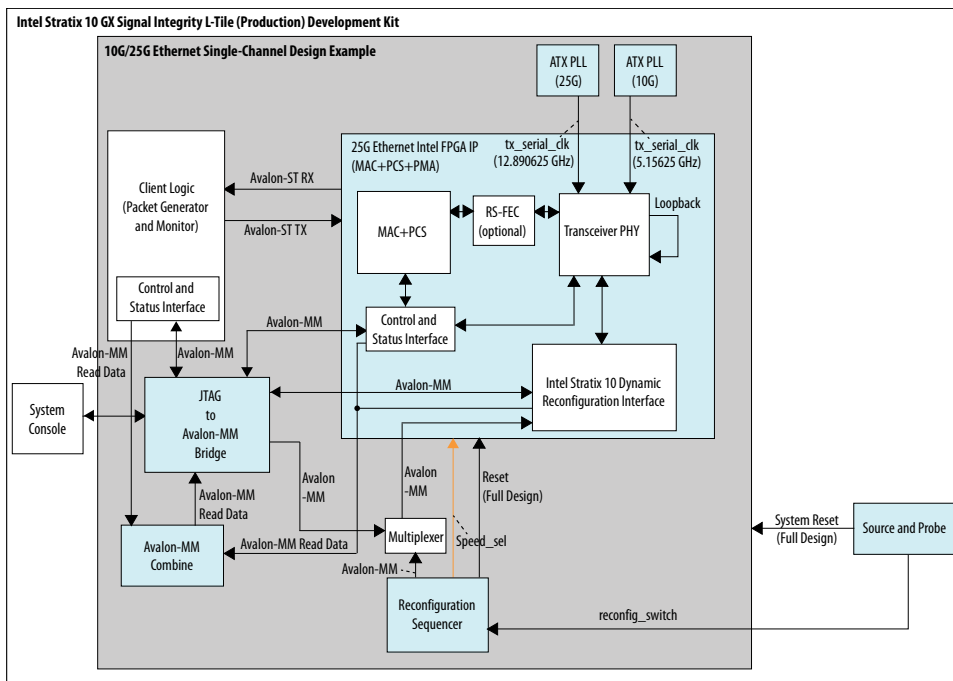 Intel Stratix 10 GX Signal Integrity L-Tile (Production) Development Kit
10G/25G Ethernet Single-Channel Design Example
ATX PLL
(25G)
ATX PLL
(10G)
tx_serial_clk
(12.890625 GHz)
tx_serial_clk
(5.15625 GHz)
25G Ethernet Intel FPGA IP
(MAC+PCS+PMA)
Client Logic
(Packet Generator
and Monitor)
Avalon-ST RX
Avalon-ST TX
MAC+PCS
RS-FEC
(optional)
Transceiver PHY
Loopback
Control and
Status Interface
Avalon-MM
Control and
Status Interface
Avalon-MM
Read Data
Avalon-MM
System
Console
JTAG
to
Avalon-MM
Bridge
Avalon-MM
Intel Stratix 10 Dynamic
Reconfiguration Interface
Avalon
-MM
Avalon
-MM
Reset
(Full Design)
Avalon-MM
Read Data
Avalon-MM
Combine
Avalon-MM Read Data
Multiplexer
Speed_sel
Avalon-MM
Reconfiguration
Sequencer
System Reset
(Full Design)
Source and Probe
reconfig_switch